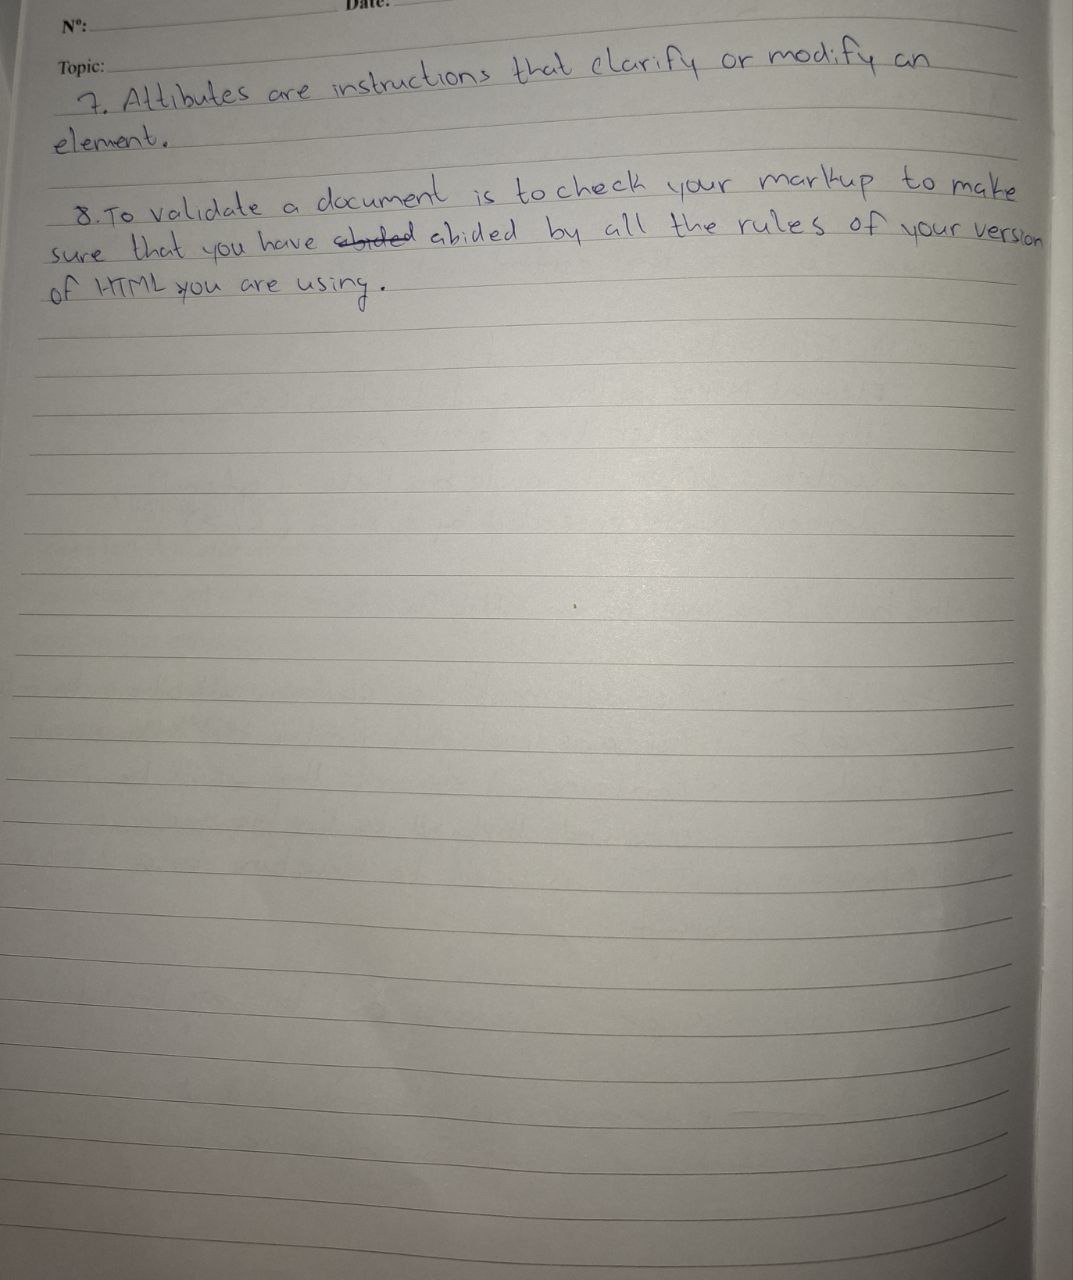 Date:
Nº:
Topic:
7. Attibutes are instructions that clarify or modify an
element.
8. To validate a document is to check your markup to make
sure that you have abided abided by all the rules of your version
of HTML you are using.